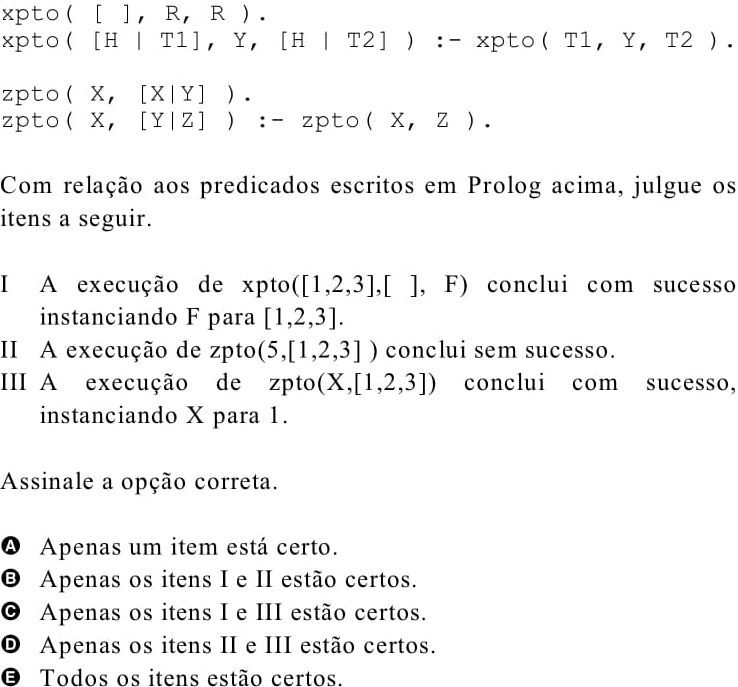 xpto( [ ], R, R ).
xpto( [H | T1], Y, [H | T2] ) :- xpto( T1, Y, T2 ).
zpto( X, [X|Y] ).
zpto( X, [Y|Z] ) :- zpto( X, Z ).
Com relação aos predicados escritos em Prolog acima, julgue os
itens a seguir.
I A execução de xpto([1,2,3],[ ], F) conclui com sucesso
instanciando F para [1,2,3].
II A execução de zpto(5,[1,2,3] ) conclui sem sucesso.
III A execução de zpto(X,[1,2,3]) conclui com sucesso,
instanciando X para 1.
Assinale a opção correta.
A Apenas um item está certo.
B Apenas os itens I e II estão certos.
C Apenas os itens I e III estão certos.
D Apenas os itens II e III estão certos.
E Todos os itens estão certos.